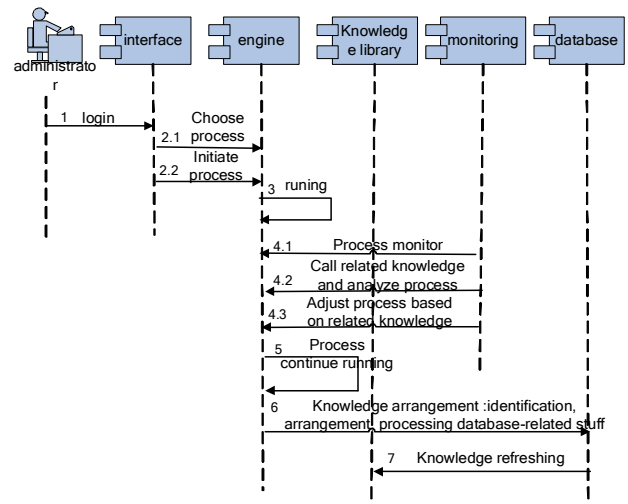 administrato
r
interface
engine
Knowledg
e library
monitoring
database
1 login
Choose
2.1 process
Initiate
2.2 process
3 runing
4.1 Process monitor
Call related knowledge
4.2 and analyze process
Adjust process based
4.3 on related knowledge
5 Process
continue running
6 Knowledge arrangement :identification,
arrangement, processing database-related stuff
7 Knowledge refreshing